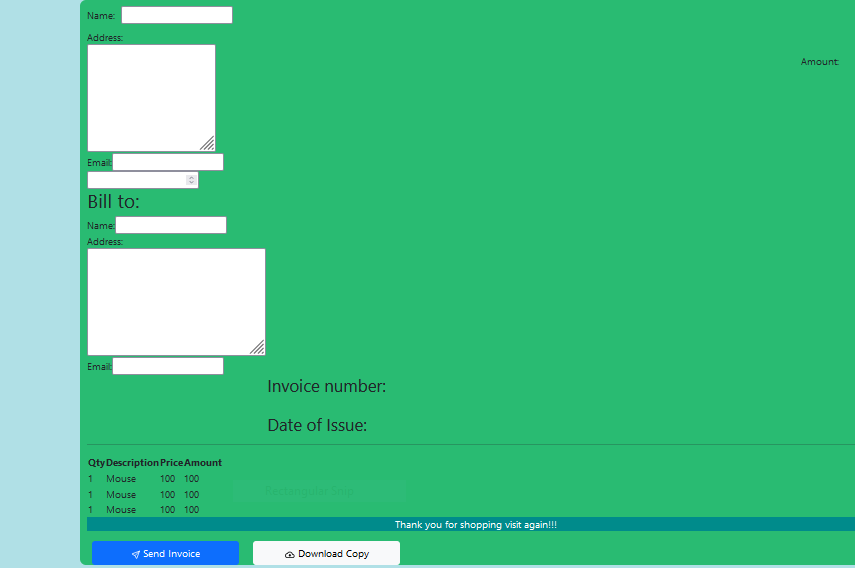 Name:
Address:
Amount:
Email:
Bill to:
Name:
Address:
Email:
Invoice number:
Date of Issue:
Qty Description Price Amount
1 Mouse 100 100
1 Mouse 100 100
Rectangular Snip
1 Mouse 100 100
Thank you for shopping visit again!!!
Send Invoice Download Copy